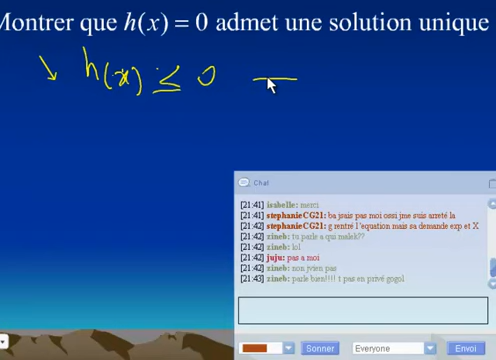 Montrer que h(x) = 0 admet une solution unique
↘ h(x) ≤ 0 —
Chat
[21:41] isabelle: merci
[21:41] stephanieCG21: ba jsais pas moi ossi jme suis arreté la
[21:42] stephanieCG21: g rentré l'equation mais sa demande exp et X
[21:42] zineb: tu parle a qui malek??
[21:42] zineb: lol
[21:42] juju: pas a moi
[21:42] zineb: non jvien pas
[21:43] zineb: parle bien!!!! t pas en privé gogol
Sonner
Everyone
Envoi